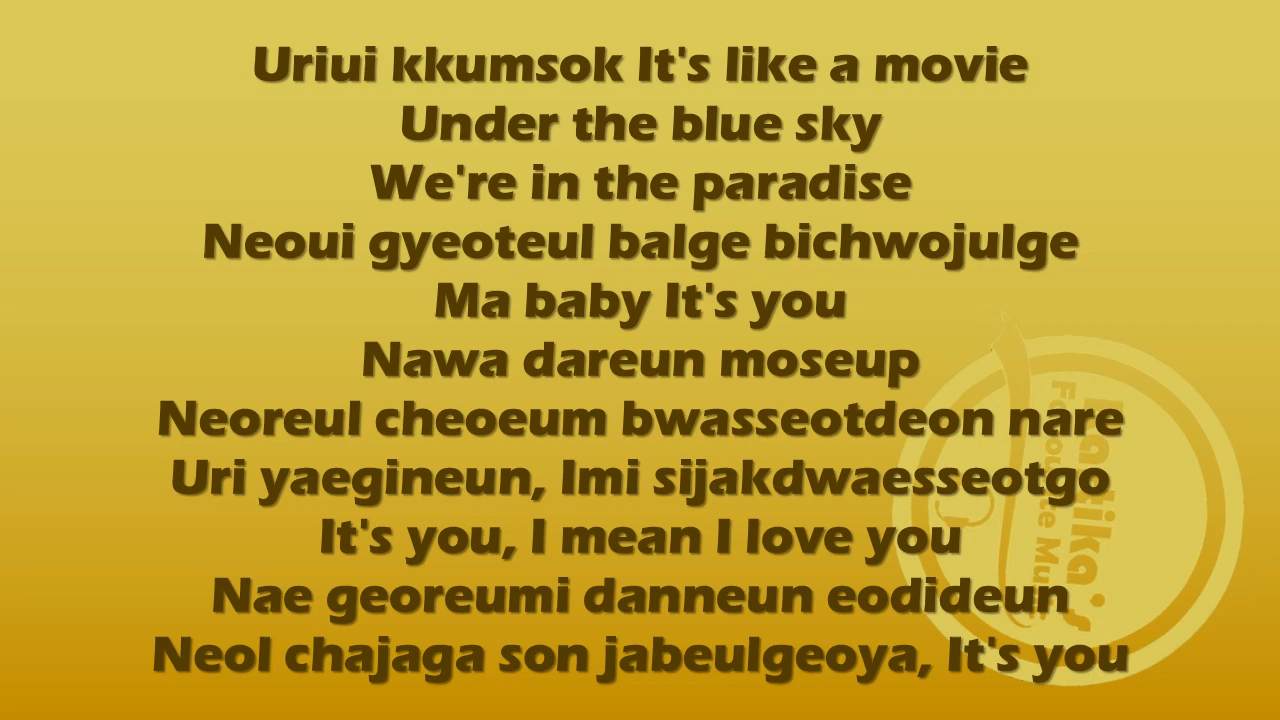 Uriui kkumsok It's like a movie
Under the blue sky
We're in the paradise
Neoui gyeoteul balge bichwojulge
Ma baby It's you
Nawa dareun moseup
Neoreul cheoeum bwasseotdeon nare
Uri yaegineun, Imi sijakdwaesseotgo
It's you, I mean I love you
Nae georeumi danneun eodideun
Neol chajaga son jabeulgeoya, It's you